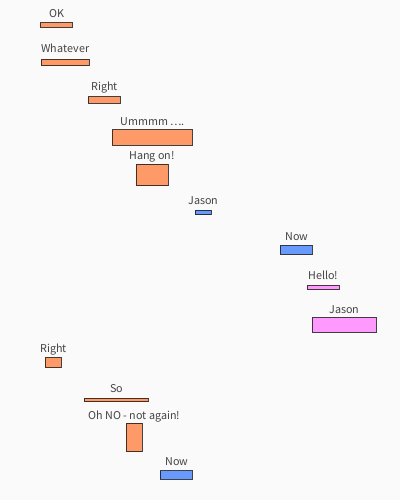 OK
Whatever
Right
Ummmm ....
Hang on!
Jason
Now
Hello!
Jason
Right
So
Oh NO - not again!
Now